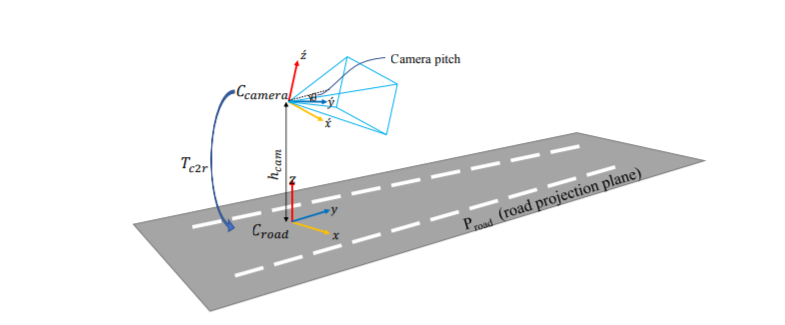 ź
Camera pitch
C_camera
θ
ý
x́
T_c2r
h_cam
z
y
C_road
x
P_road (road projection plane)